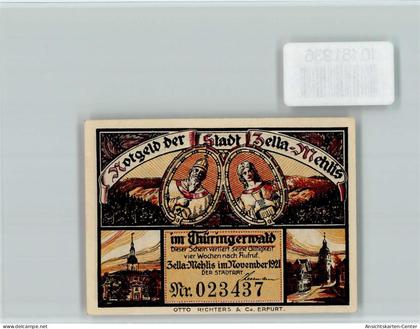 10181936
Notgeld der Stadt Zella-Mehlis
im Thüringerwald
Dieser Schein verliert seine Gültigkeit
vier Wochen nach Aufruf.
Zella-Mehlis im November 1921
DER STADTRAT
Nr. 023437
OTTO RICHTERS & Co. ERFURT.
Ansichtskarten-Center